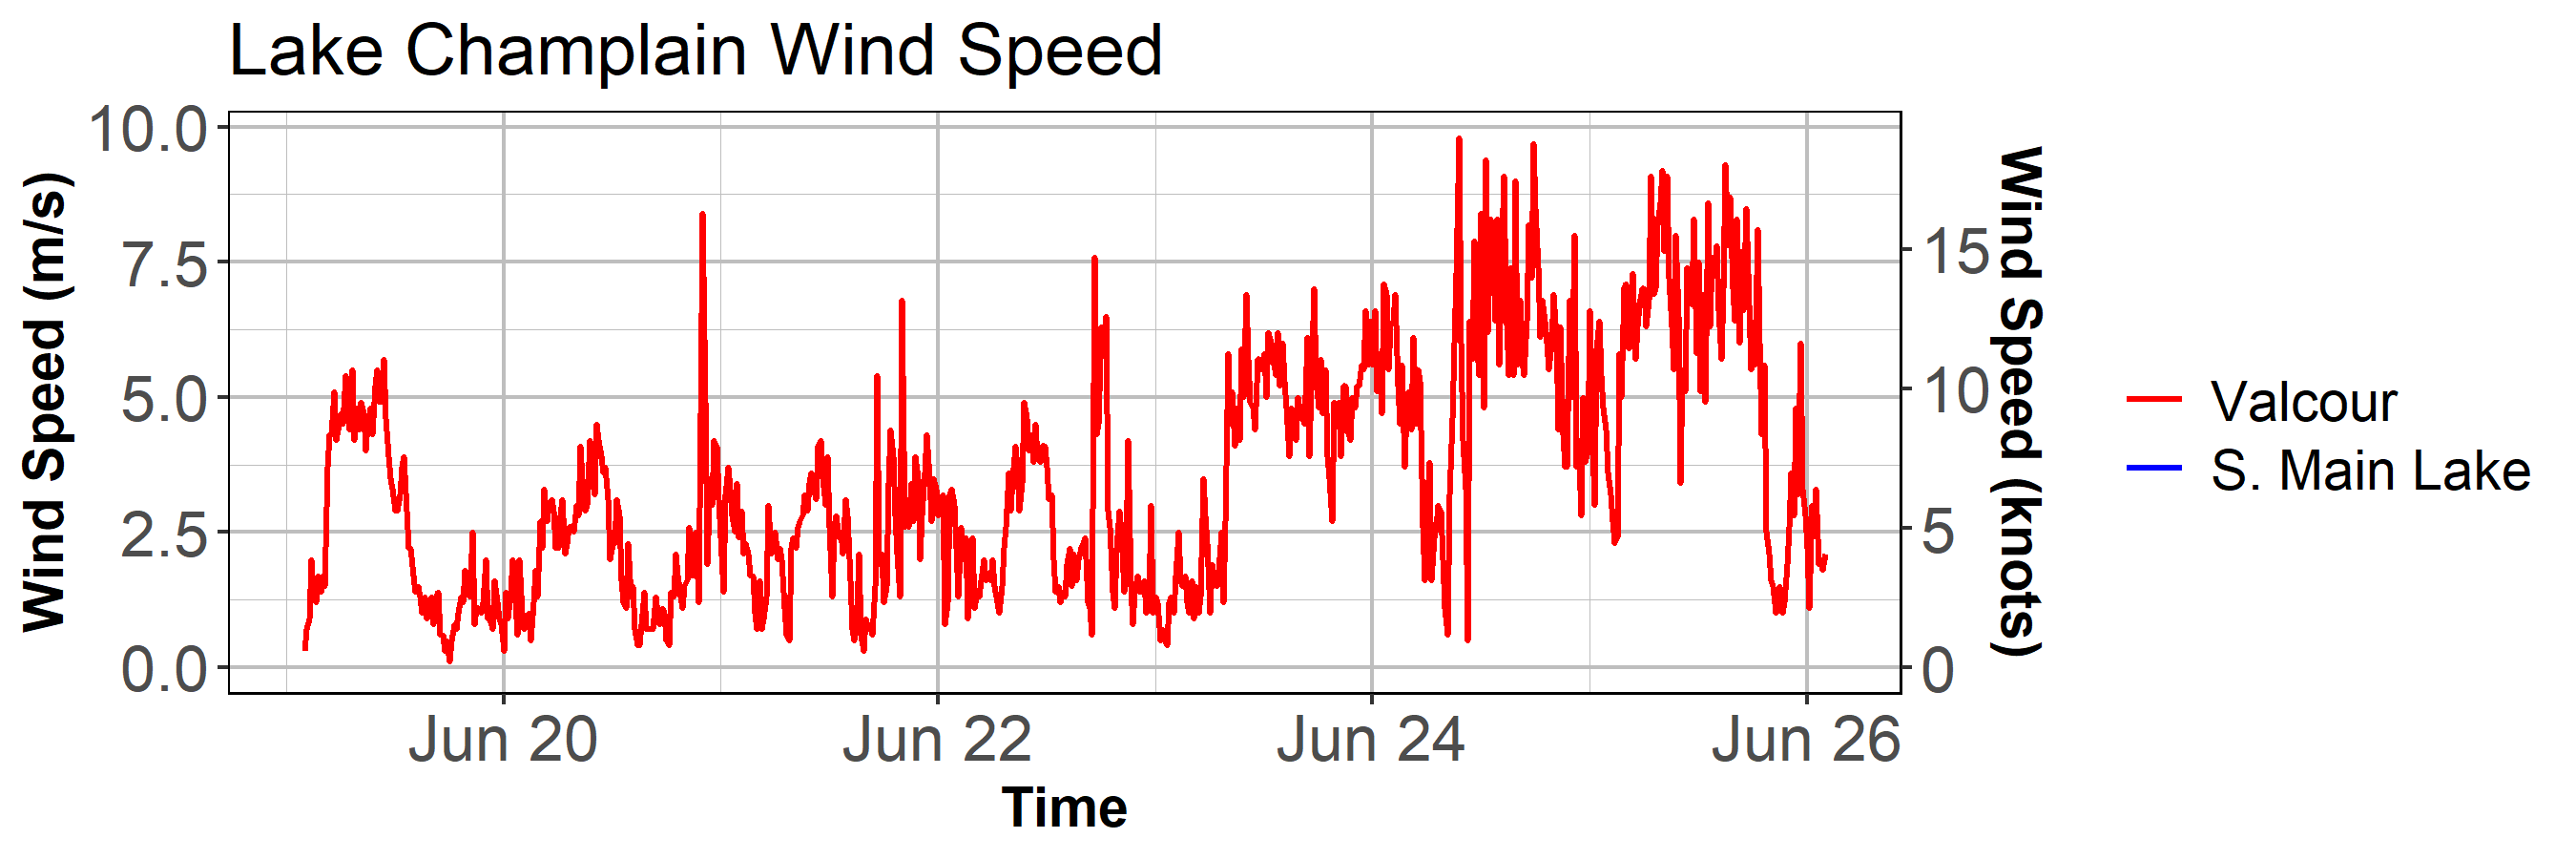 Lake Champlain Wind Speed
Wind Speed (m/s)
10.0
7.5
5.0
2.5
0.0
15
10
5
0
Wind Speed (knots)
Jun 20
Jun 22
Jun 24
Jun 26
Time
Valcour
S. Main Lake